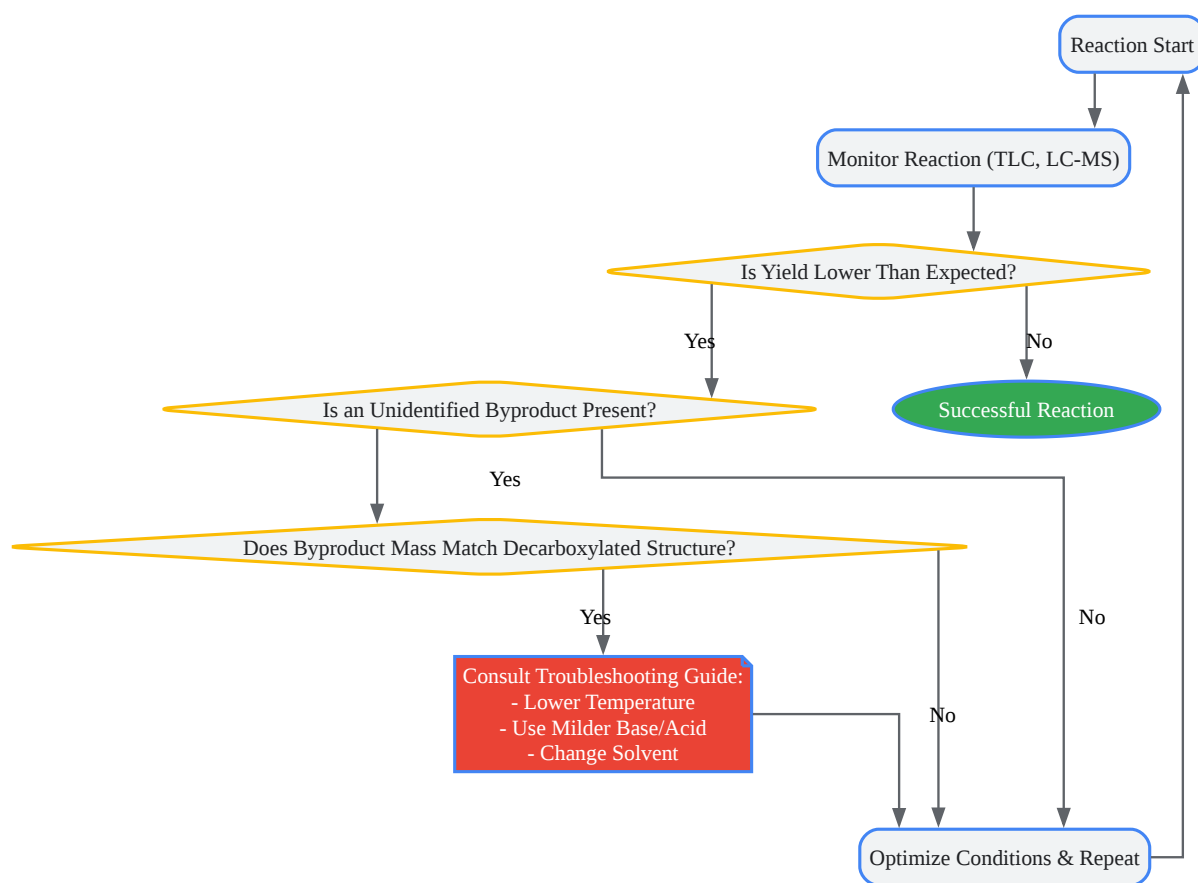 Reaction Start
Monitor Reaction (TLC, LC-MS)
Is Yield Lower Than Expected?
Yes
No
Is an Unidentified Byproduct Present?
Successful Reaction
Yes
Does Byproduct Mass Match Decarboxylated Structure?
Yes
No
Consult Troubleshooting Guide:
- Lower Temperature
- Use Milder Base/Acid
- Change Solvent
No
Optimize Conditions & Repeat